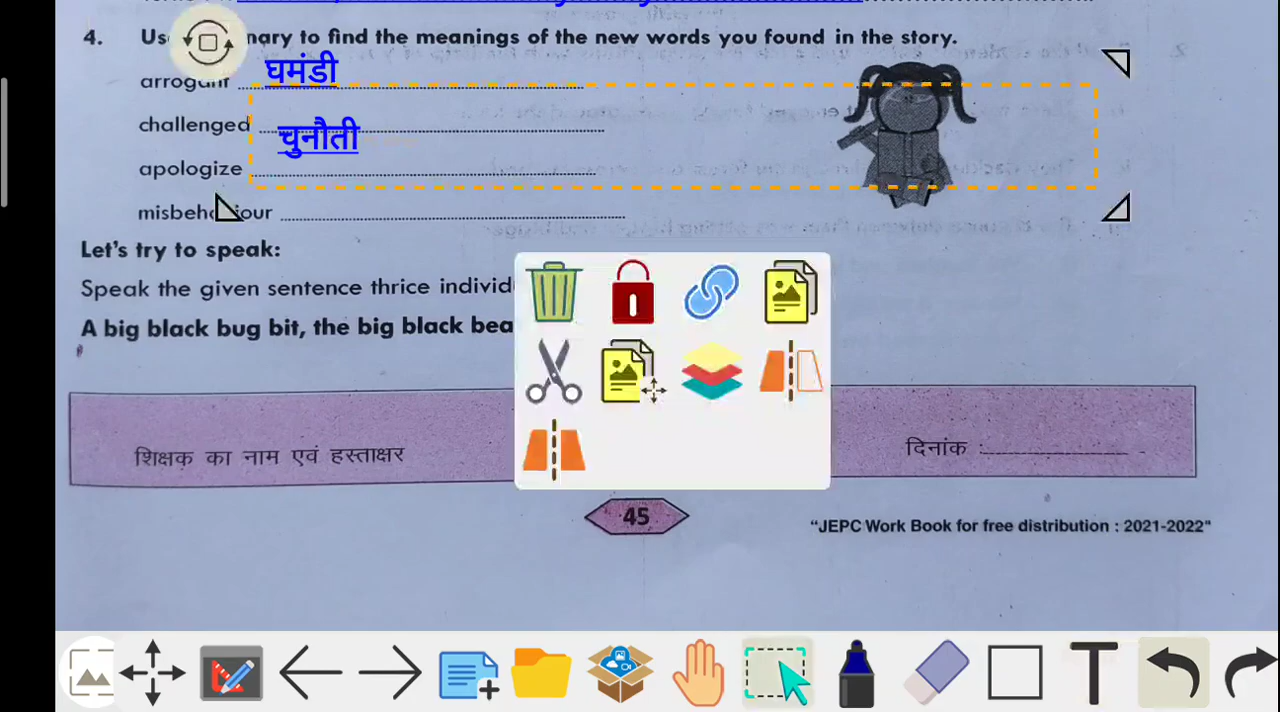 4. Us nary to find the meanings of the new words you found in the story.
arrogant घमंडी
challenged चुनौती
apologize
misbeha iour
Let's try to speak:
Speak the given sentence thrice individ
A big black bug bit, the big black bea
शिक्षक का नाम एवं हस्ताक्षर
दिनांक :
45
"JEPC Work Book for free distribution : 2021-2022"
T